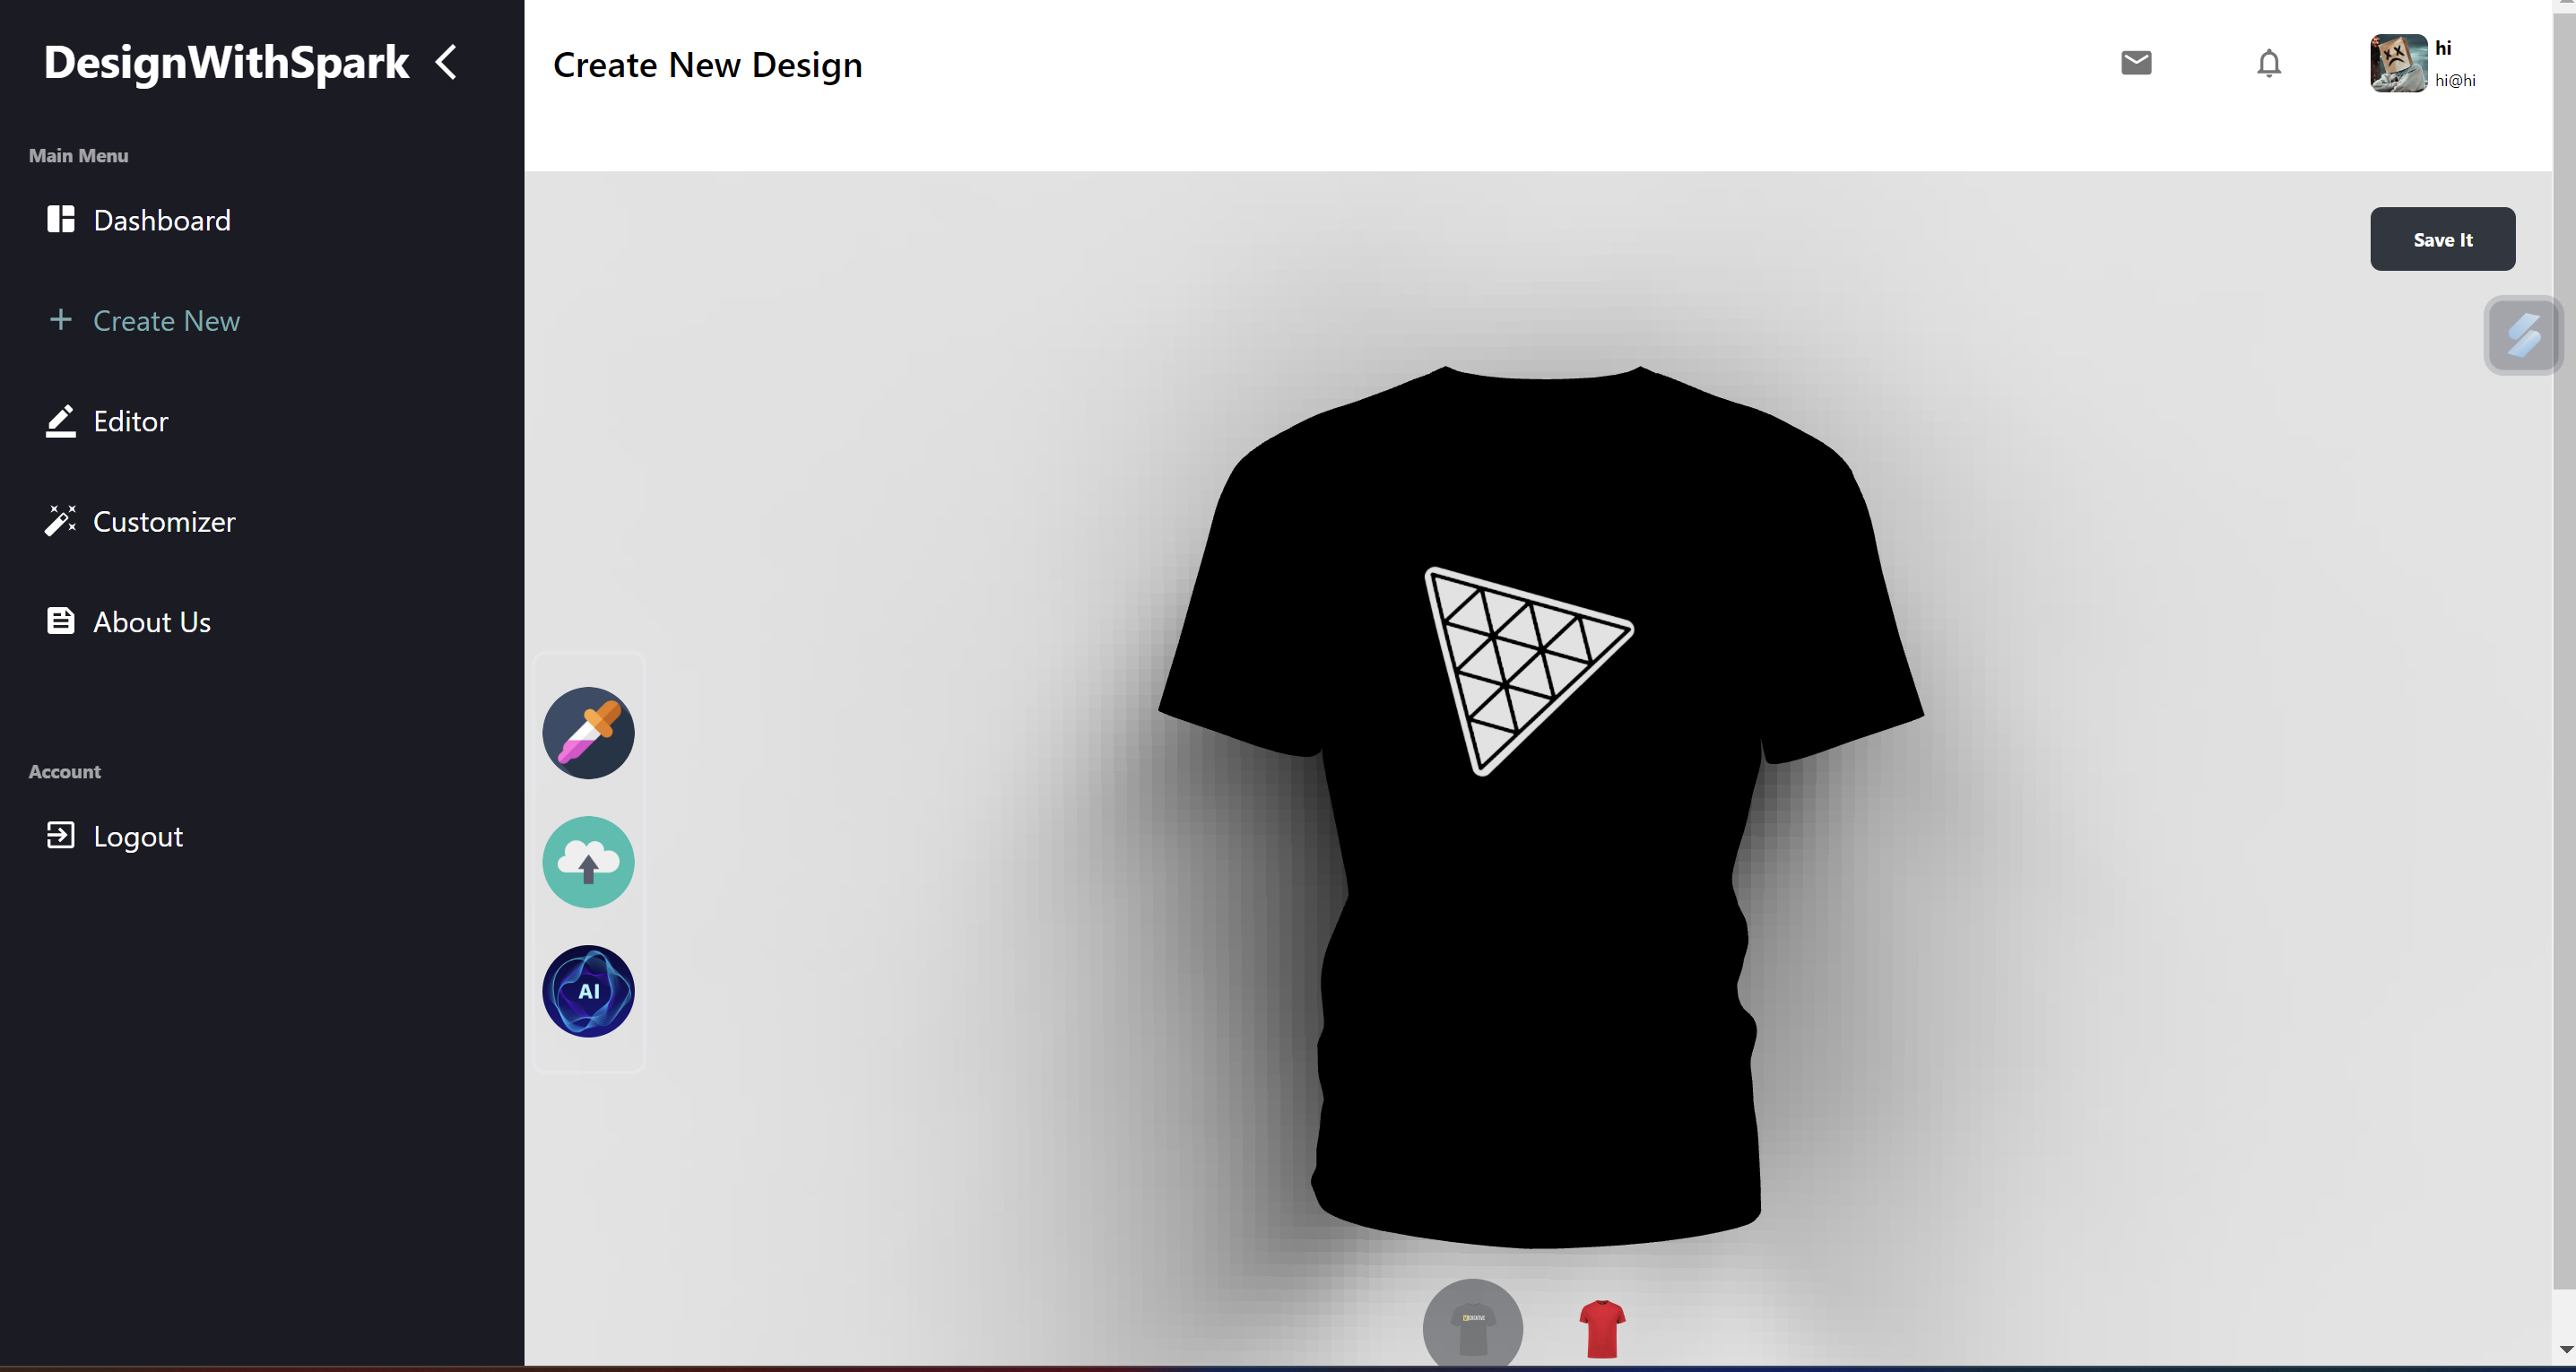 DesignWithSpark
Main Menu
Dashboard
Create New
Editor
Customizer
About Us
Account
Logout
Create New Design
hi
hi@hi
Save It
AI